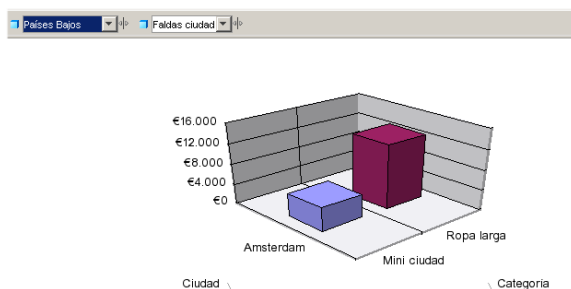 Países Bajos Faldas ciudad
€16.000
€12.000
€8.000
€4.000
€0
Amsterdam
Ropa larga
Mini ciudad
Ciudad Categoría